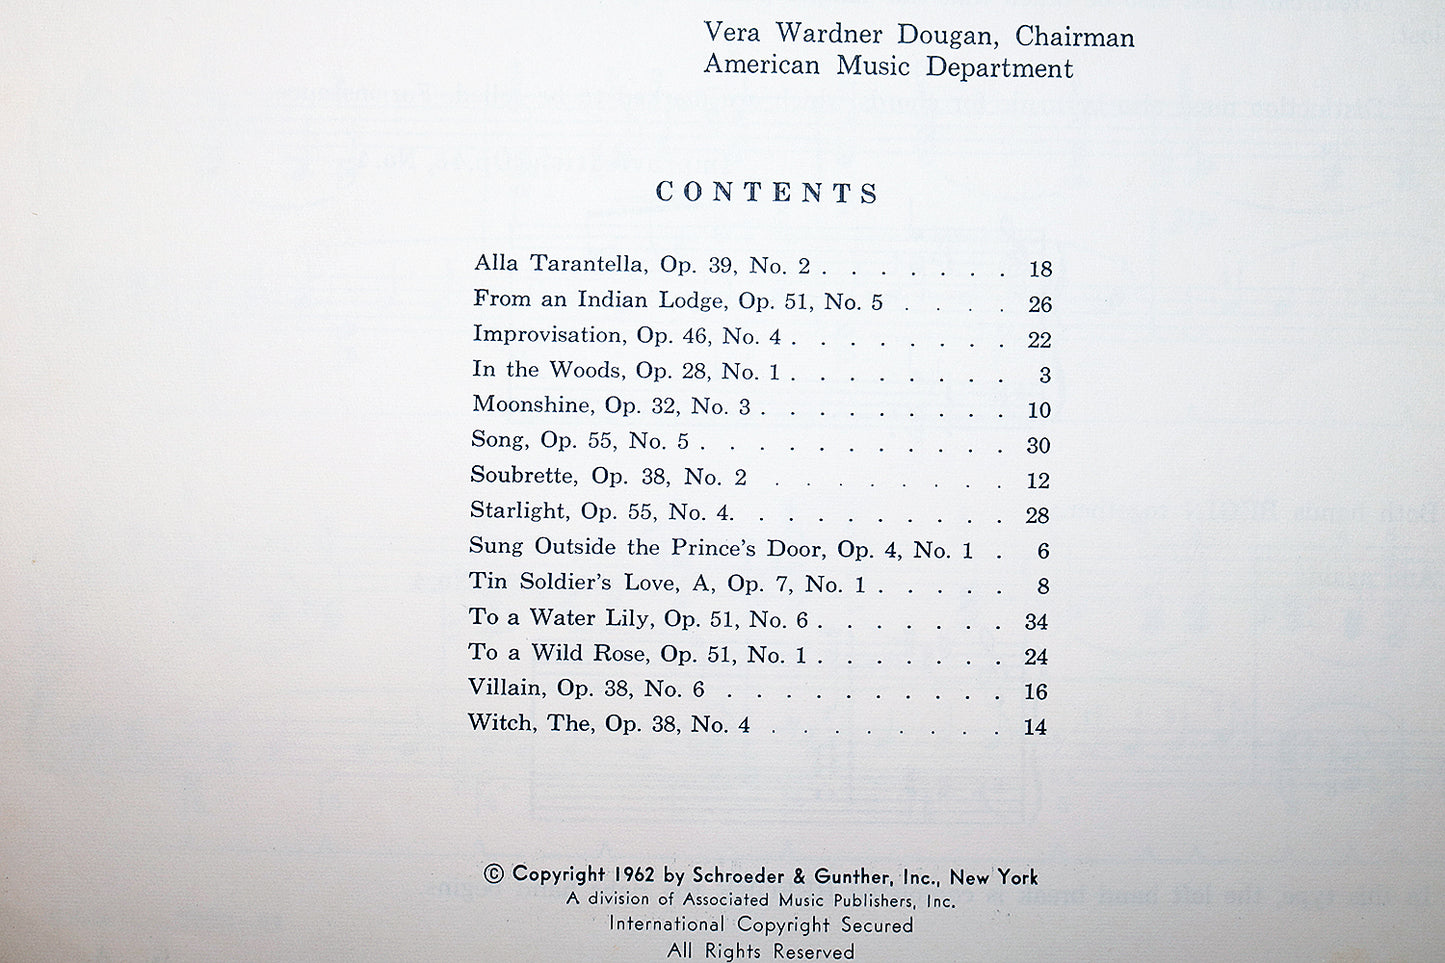 Vera Wardner Dougan, Chairman
American Music Department
CONTENTS
Alla Tarantella, Op. 39, No. 2 . . . . . . . 18
From an Indian Lodge, Op. 51, No. 5 . . . . 26
Improvisation, Op. 46, No. 4 . . . . . . . . 22
In the Woods, Op. 28, No. 1 . . . . . . . . 3
Moonshine, Op. 32, No. 3 . . . . . . . . . 10
Song, Op. 55, No. 5 . . . . . . . . . . . 30
Soubrette, Op. 38, No. 2 . . . . . . . . 12
Starlight, Op. 55, No. 4. . . . . . . . . . 28
Sung Outside the Prince's Door, Op. 4, No. 1 . 6
Tin Soldier's Love, A, Op. 7, No. 1 . . . . . 8
To a Water Lily, Op. 51, No. 6 . . . . . . . 34
To a Wild Rose, Op. 51, No. 1 . . . . . . . 24
Villain, Op. 38, No. 6 . . . . . . . . . . 16
Witch, The, Op. 38, No. 4 . . . . . . . . 14
© Copyright 1962 by Schroeder & Gunther, Inc., New York
A division of Associated Music Publishers, Inc.
International Copyright Secured
All Rights Reserved